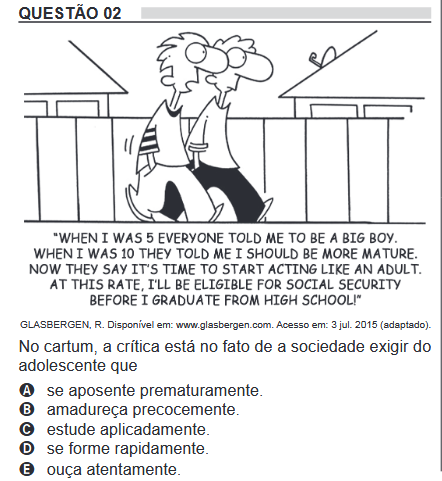 QUESTÃO 02
"WHEN I WAS 5 EVERYONE TOLD ME TO BE A BIG BOY.
WHEN I WAS 10 THEY TOLD ME I SHOULD BE MORE MATURE.
NOW THEY SAY IT'S TIME TO START ACTING LIKE AN ADULT.
AT THIS RATE, I'LL BE ELIGIBLE FOR SOCIAL SECURITY
BEFORE I GRADUATE FROM HIGH SCHOOL!"
GLASBERGEN, R. Disponível em: www.glasbergen.com. Acesso em: 3 jul. 2015 (adaptado).
No cartum, a crítica está no fato de a sociedade exigir do
adolescente que
A se aposente prematuramente.
B amadureça precocemente.
C estude aplicadamente.
D se forme rapidamente.
E ouça atentamente.